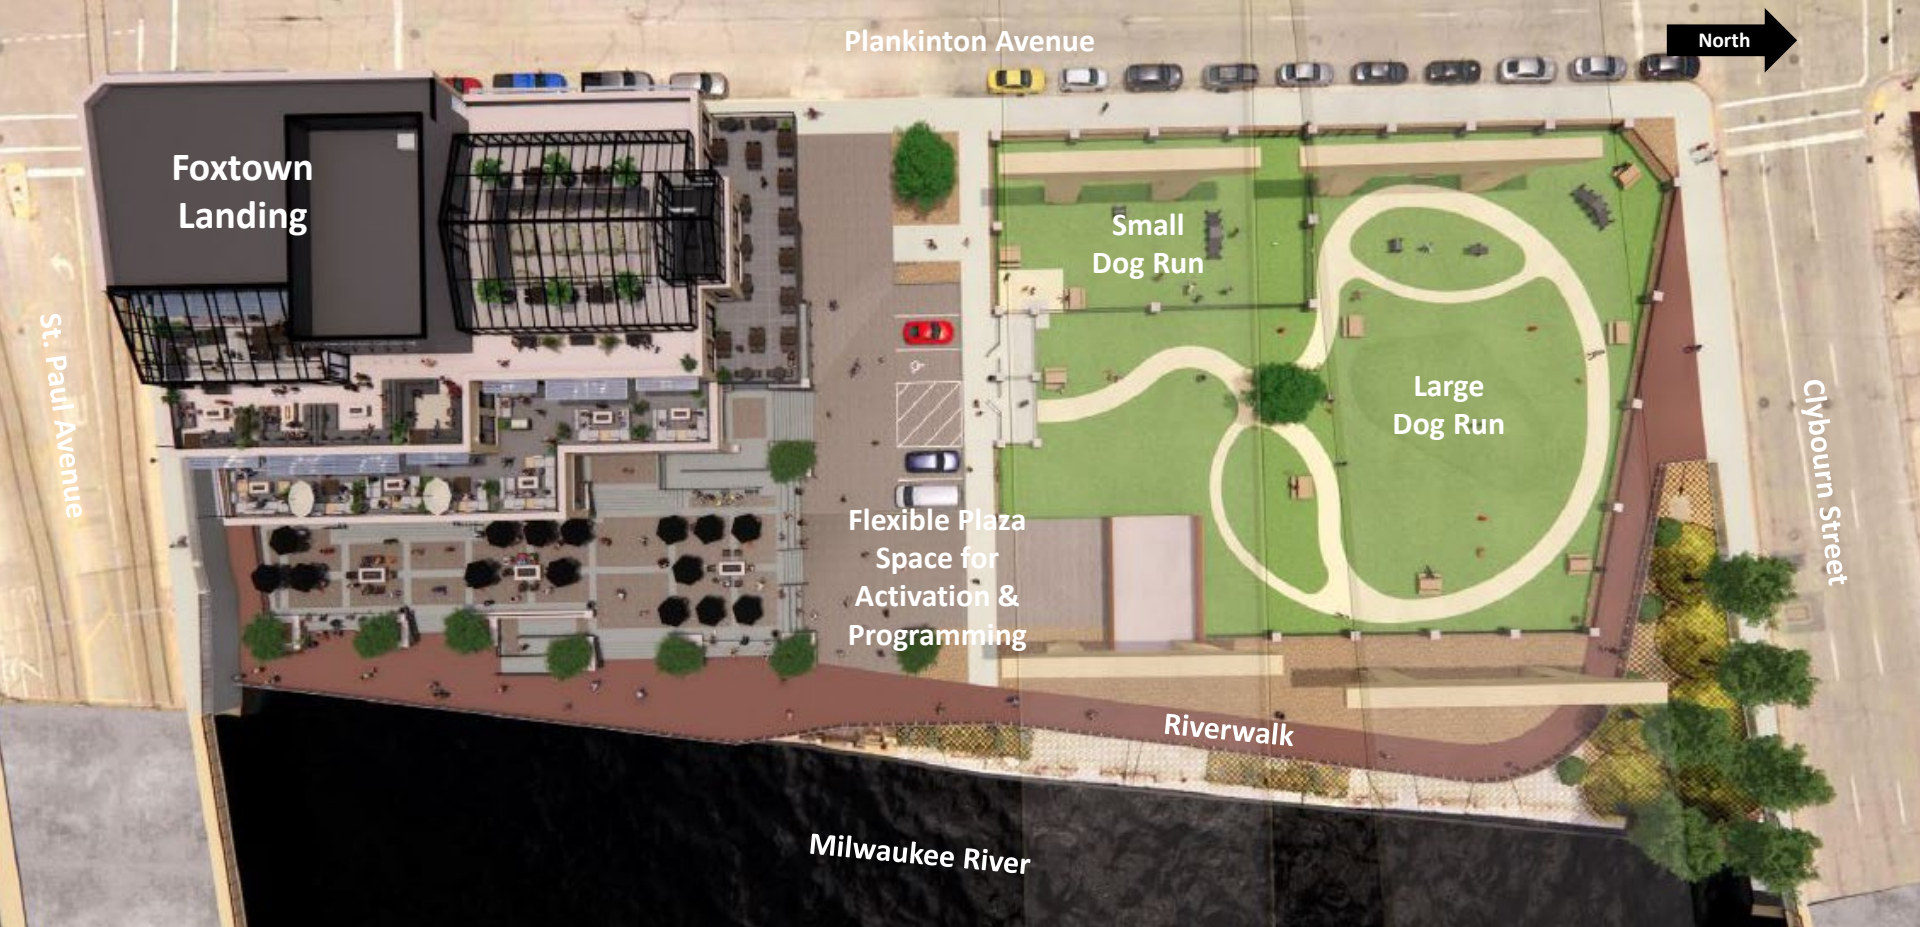 Plankinton Avenue
North
Foxtown
Landing
Small
Dog Run
Large
Dog Run
St. Paul Avenue
Clybourn Street
Flexible Plaza
Space for
Activation &
Programming
Riverwalk
Milwaukee River